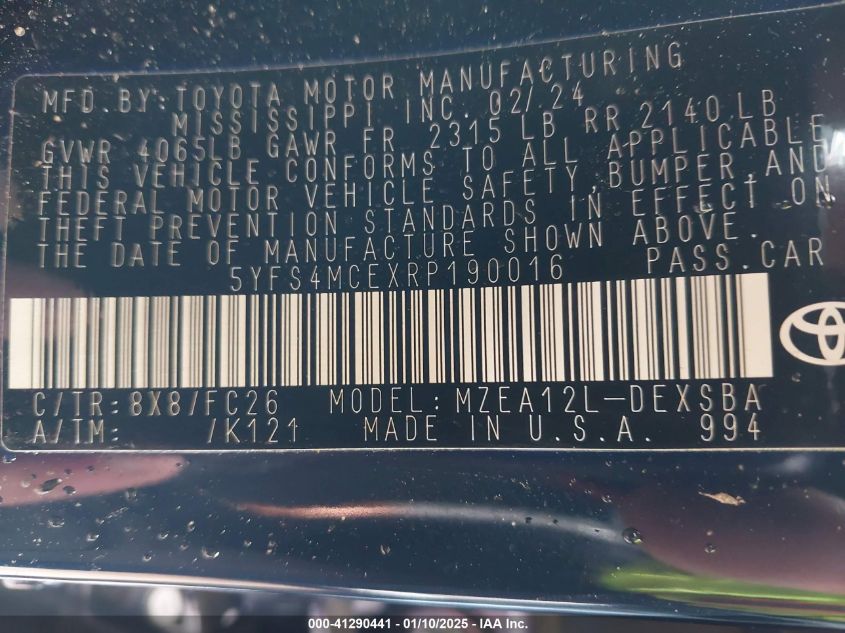 MFD. BY: TOYOTA MOTOR MANUFACTURING
MISSISSIPPI, INC. 02/24
GVWR 4065LB GAWR FR 2315 LB RR 2140 LB
THIS VEHICLE CONFORMS TO ALL APPLICABLE
FEDERAL MOTOR VEHICLE SAFETY, BUMPER, AND
THEFT PREVENTION STANDARDS IN EFFECT ON
THE DATE OF MANUFACTURE SHOWN ABOVE.
5YFS4MCEXRP190016 PASS.CAR
C/TR: 8X8/FC26 MODEL: MZEA12L-DEXSBA
A/TM: /K121 MADE IN U.S.A. 994
000-41290441 — 01/10/2025 — IAA Inc.